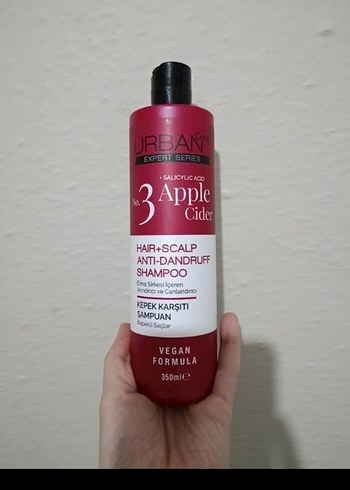 URBAN Care
EXPERT SERIES
+ SALICYLIC ACID
No. 3 Apple
Cider
HAIR+SCALP
ANTI-DANDRUFF
SHAMPOO
Elma Sirkesi İçeren
Arındırıcı ve Canlandırıcı
KEPEK KARŞITI
ŞAMPUAN
Kepekli Saçlar
VEGAN
FORMULA
350ml ℮